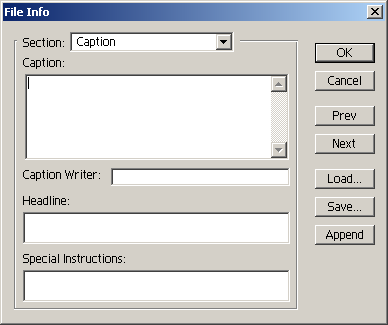 File Info
Section: Caption
Caption:
Caption Writer:
Headline:
Special Instructions:
OK
Cancel
Prev
Next
Load...
Save...
Append